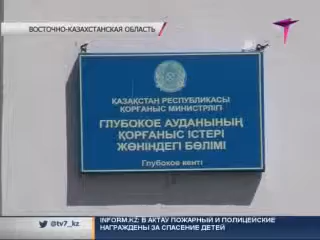 ВОСТОЧНО-КАЗАХСТАНСКАЯ ОБЛАСТЬ
ҚАЗАҚСТАН РЕСПУБЛИКАСЫ
ҚОРҒАНЫС МИНИСТРЛІГІ
ГЛУБОКОЕ АУДАНЫНЫҢ
ҚОРҒАНЫС ІСТЕРІ
ЖӨНІНДЕГІ БӨЛІМІ
Глубокое кенті
@tv7_kz
INFORM.KZ: В АКТАУ ПОЖАРНЫЙ И ПОЛИЦЕЙСКИЕ
НАГРАЖДЕНЫ ЗА СПАСЕНИЕ ДЕТЕЙ